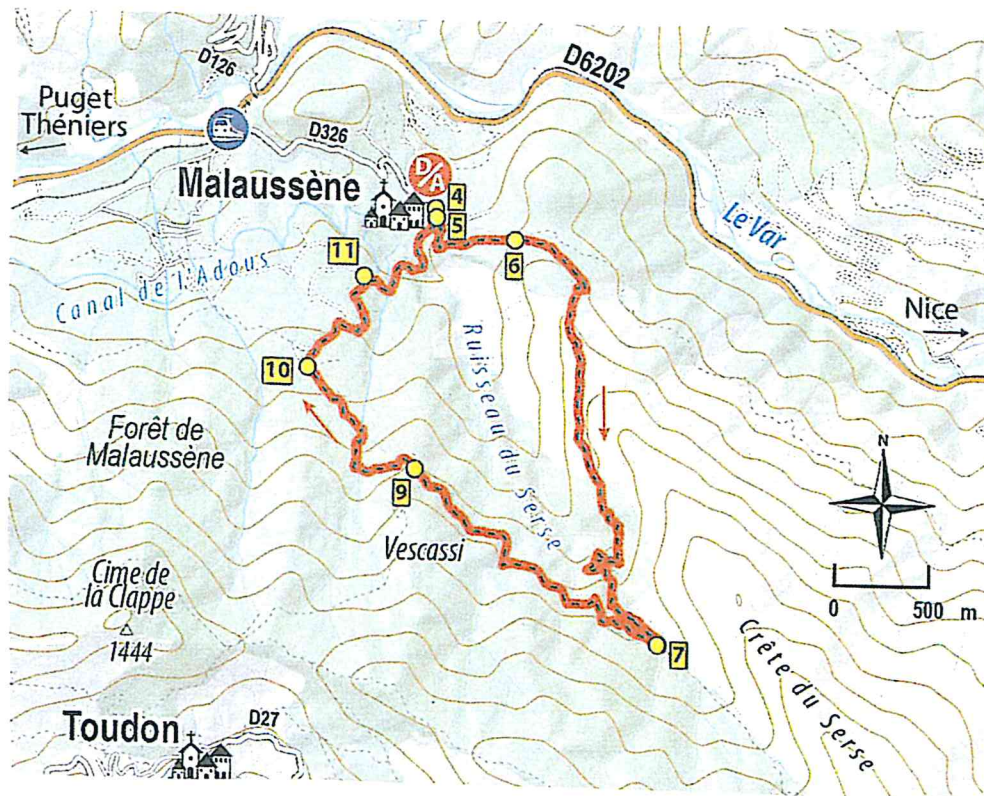 D126
D6202
Puget
Théniers
D326
D/A
Malaussène
4
5
6
11
Le Var
Canal de l'Adous
Nice
Ruisseau du Serse
10
Forêt de
Malaussène
N
9
Vescassi
Cime de
la Clappe
1444
0 500 m
7
Crête du Serse
Toudon
D27